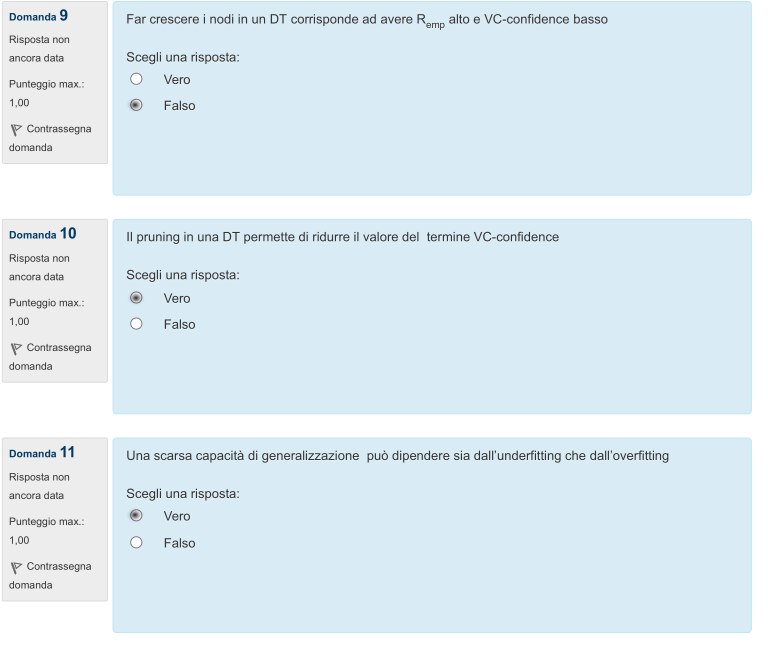 Domanda 9
Risposta non
ancora data
Punteggio max.:
1,00
Contrassegna
domanda
Far crescere i nodi in un DT corrisponde ad avere Remp alto e VC-confidence basso
Scegli una risposta:
Vero
Falso
Domanda 10
Risposta non
ancora data
Punteggio max.:
1,00
Contrassegna
domanda
Il pruning in una DT permette di ridurre il valore del termine VC-confidence
Scegli una risposta:
Vero
Falso
Domanda 11
Risposta non
ancora data
Punteggio max.:
1,00
Contrassegna
domanda
Una scarsa capacità di generalizzazione può dipendere sia dall'underfitting che dall'overfitting
Scegli una risposta:
Vero
Falso